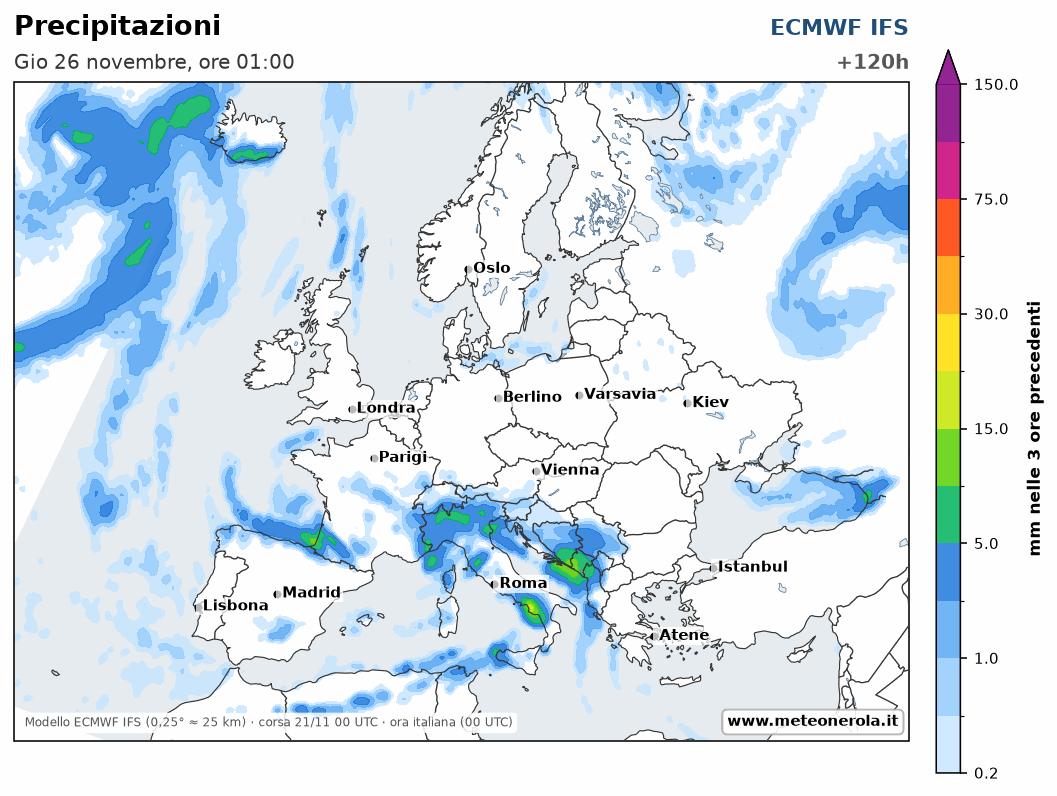 Precipitazioni
ECMWF IFS
Gio 26 novembre, ore 01:00
+120h
150.0
75.0
30.0
15.0
5.0
1.0
0.2
mm nelle 3 ore precedenti
Oslo
Berlino
Varsavia
Kiev
Londra
Parigi
Vienna
Istanbul
Roma
Madrid
Lisbona
Atene
Modello ECMWF IFS (0,25° ≈ 25 km) · corsa 21/11 00 UTC · ora italiana (00 UTC)
www.meteonerola.it